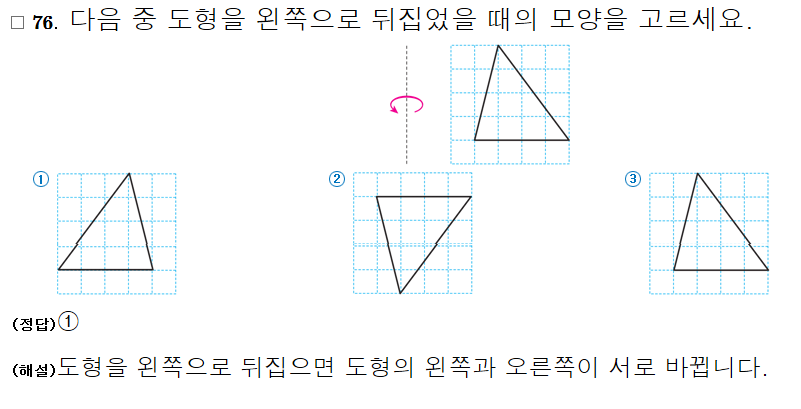 □ 76. 다음 중 도형을 왼쪽으로 뒤집었을 때의 모양을 고르세요.
① ② ③
(정답)①
(해설)도형을 왼쪽으로 뒤집으면 도형의 왼쪽과 오른쪽이 서로 바뀝니다.